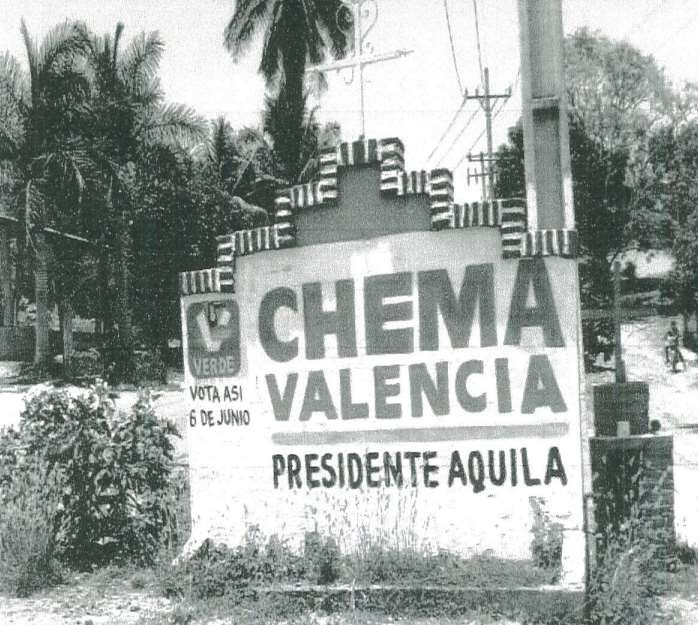 VERDE
VOTA ASI
6 DE JUNIO
CHEMA
VALENCIA
PRESIDENTE AQUILA